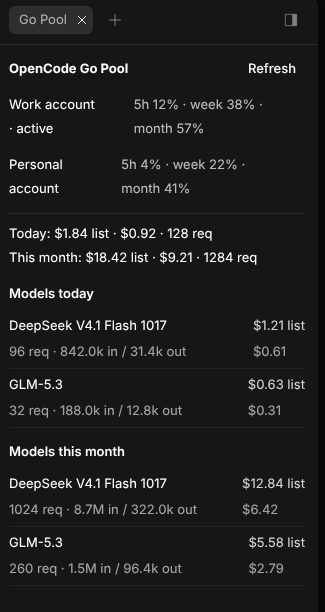 Go Pool
OpenCode Go Pool Refresh
Work account 5h 12% · week 38% ·
· active month 57%
Personal 5h 4% · week 22% ·
account month 41%
Today: $1.84 list · $0.92 · 128 req
This month: $18.42 list · $9.21 · 1284 req
Models today
DeepSeek V4.1 Flash 1017 $1.21 list
96 req · 842.0k in / 31.4k out $0.61
GLM-5.3 $0.63 list
32 req · 188.0k in / 12.8k out $0.31
Models this month
DeepSeek V4.1 Flash 1017 $12.84 list
1024 req · 8.7M in / 322.0k out $6.42
GLM-5.3 $5.58 list
260 req · 1.5M in / 96.4k out $2.79